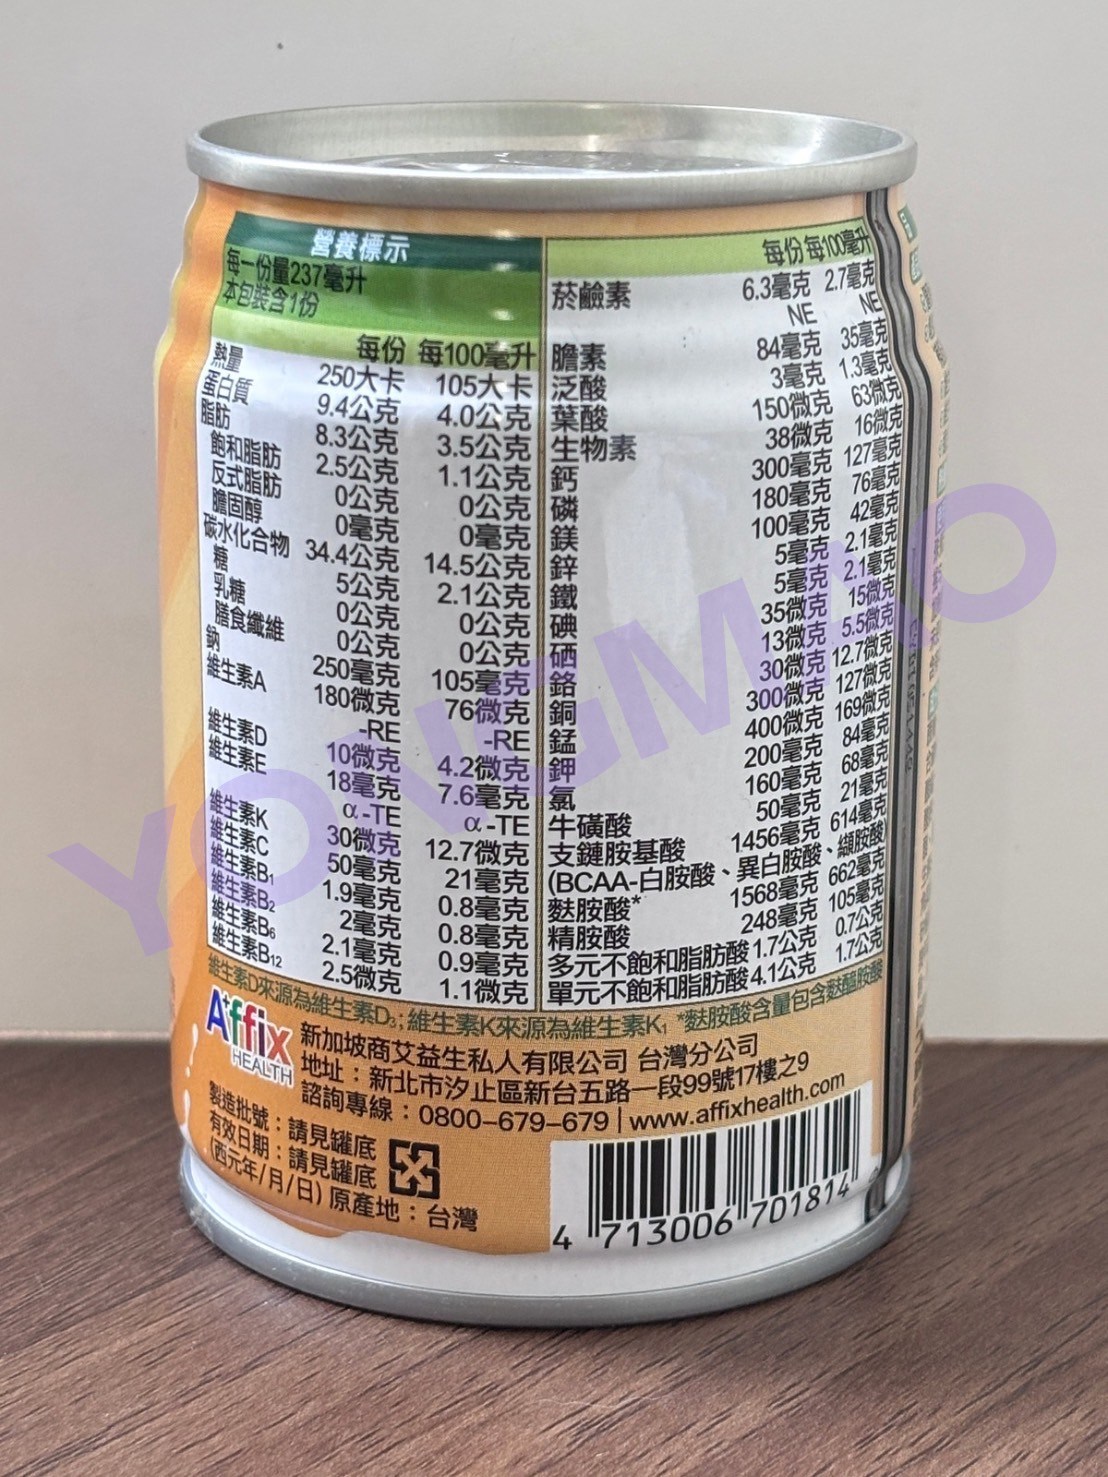 營養標示
每一份量237毫升
本包裝含1份
每份 每100毫升
熱量 250大卡 105大卡
蛋白質 9.4公克 4.0公克
脂肪 8.3公克 3.5公克
飽和脂肪 2.5公克 1.1公克
反式脂肪 0公克 0公克
膽固醇 0毫克 0毫克
碳水化合物 34.4公克 14.5公克
糖 5公克 2.1公克
乳糖 0公克 0公克
膳食纖維 0公克 0公克
鈉 250毫克 105毫克
維生素A 180微克 76微克
-RE -RE
維生素D 10微克 4.2微克
維生素E 18毫克 7.6毫克
α-TE α-TE
維生素K 30微克 12.7微克
維生素C 50毫克 21毫克
維生素B₁ 1.9毫克 0.8毫克
維生素B₂ 2毫克 0.8毫克
維生素B₆ 2.1毫克 0.9毫克
維生素B₁₂ 2.5微克 1.1微克
每份 每100毫升
菸鹼素 6.3毫克 2.7毫克
NE NE
膽素 84毫克 35毫克
泛酸 3毫克 1.3毫克
葉酸 150微克 63微克
生物素 38微克 16微克
鈣 300毫克 127毫克
磷 180毫克 76毫克
鎂 100毫克 42毫克
鋅 5毫克 2.1毫克
鐵 5毫克 2.1毫克
碘 35微克 15微克
硒 13微克 5.5微克
鉻 30微克 12.7微克
銅 300微克 127微克
錳 400微克 169微克
鉀 200毫克 84毫克
氯 160毫克 68毫克
牛磺酸 50毫克 21毫克
支鏈胺基酸 1456毫克 614毫克
(BCAA-白胺酸、異白胺酸、纈胺酸)
麩胺酸* 1568毫克 662毫克
精胺酸 248毫克 105毫克
多元不飽和脂肪酸 1.7公克 0.7公克
單元不飽和脂肪酸 4.1公克 1.7公克
維生素D來源為維生素D₃;維生素K來源為維生素K₁ *麩胺酸含量包含麩醯胺酸
A+ffix
HEALTH
新加坡商艾益生私人有限公司 台灣分公司
地址：新北市汐止區新台五路一段99號17樓之9
諮詢專線：0800-679-679 | www.affixhealth.com
製造批號：請見罐底
有效日期：請見罐底
(西元年/月/日) 原產地：台灣
4 713006 701814
YONGMAO